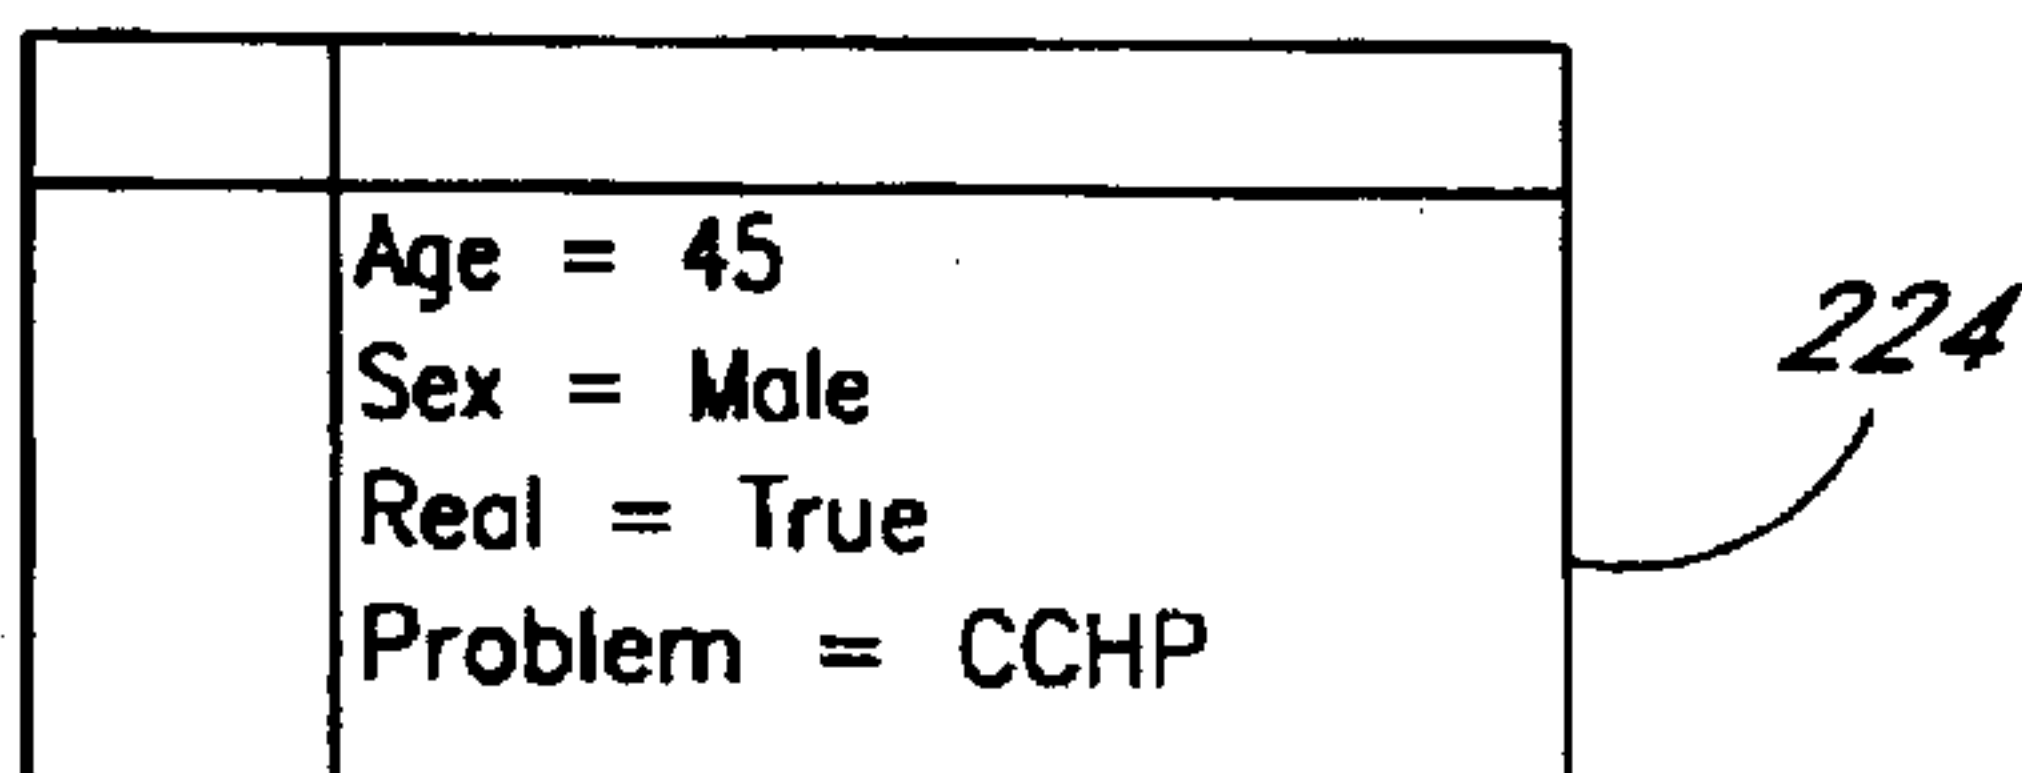 Age = 45
Sex = Male
Real = True
Problem = CCHP
224